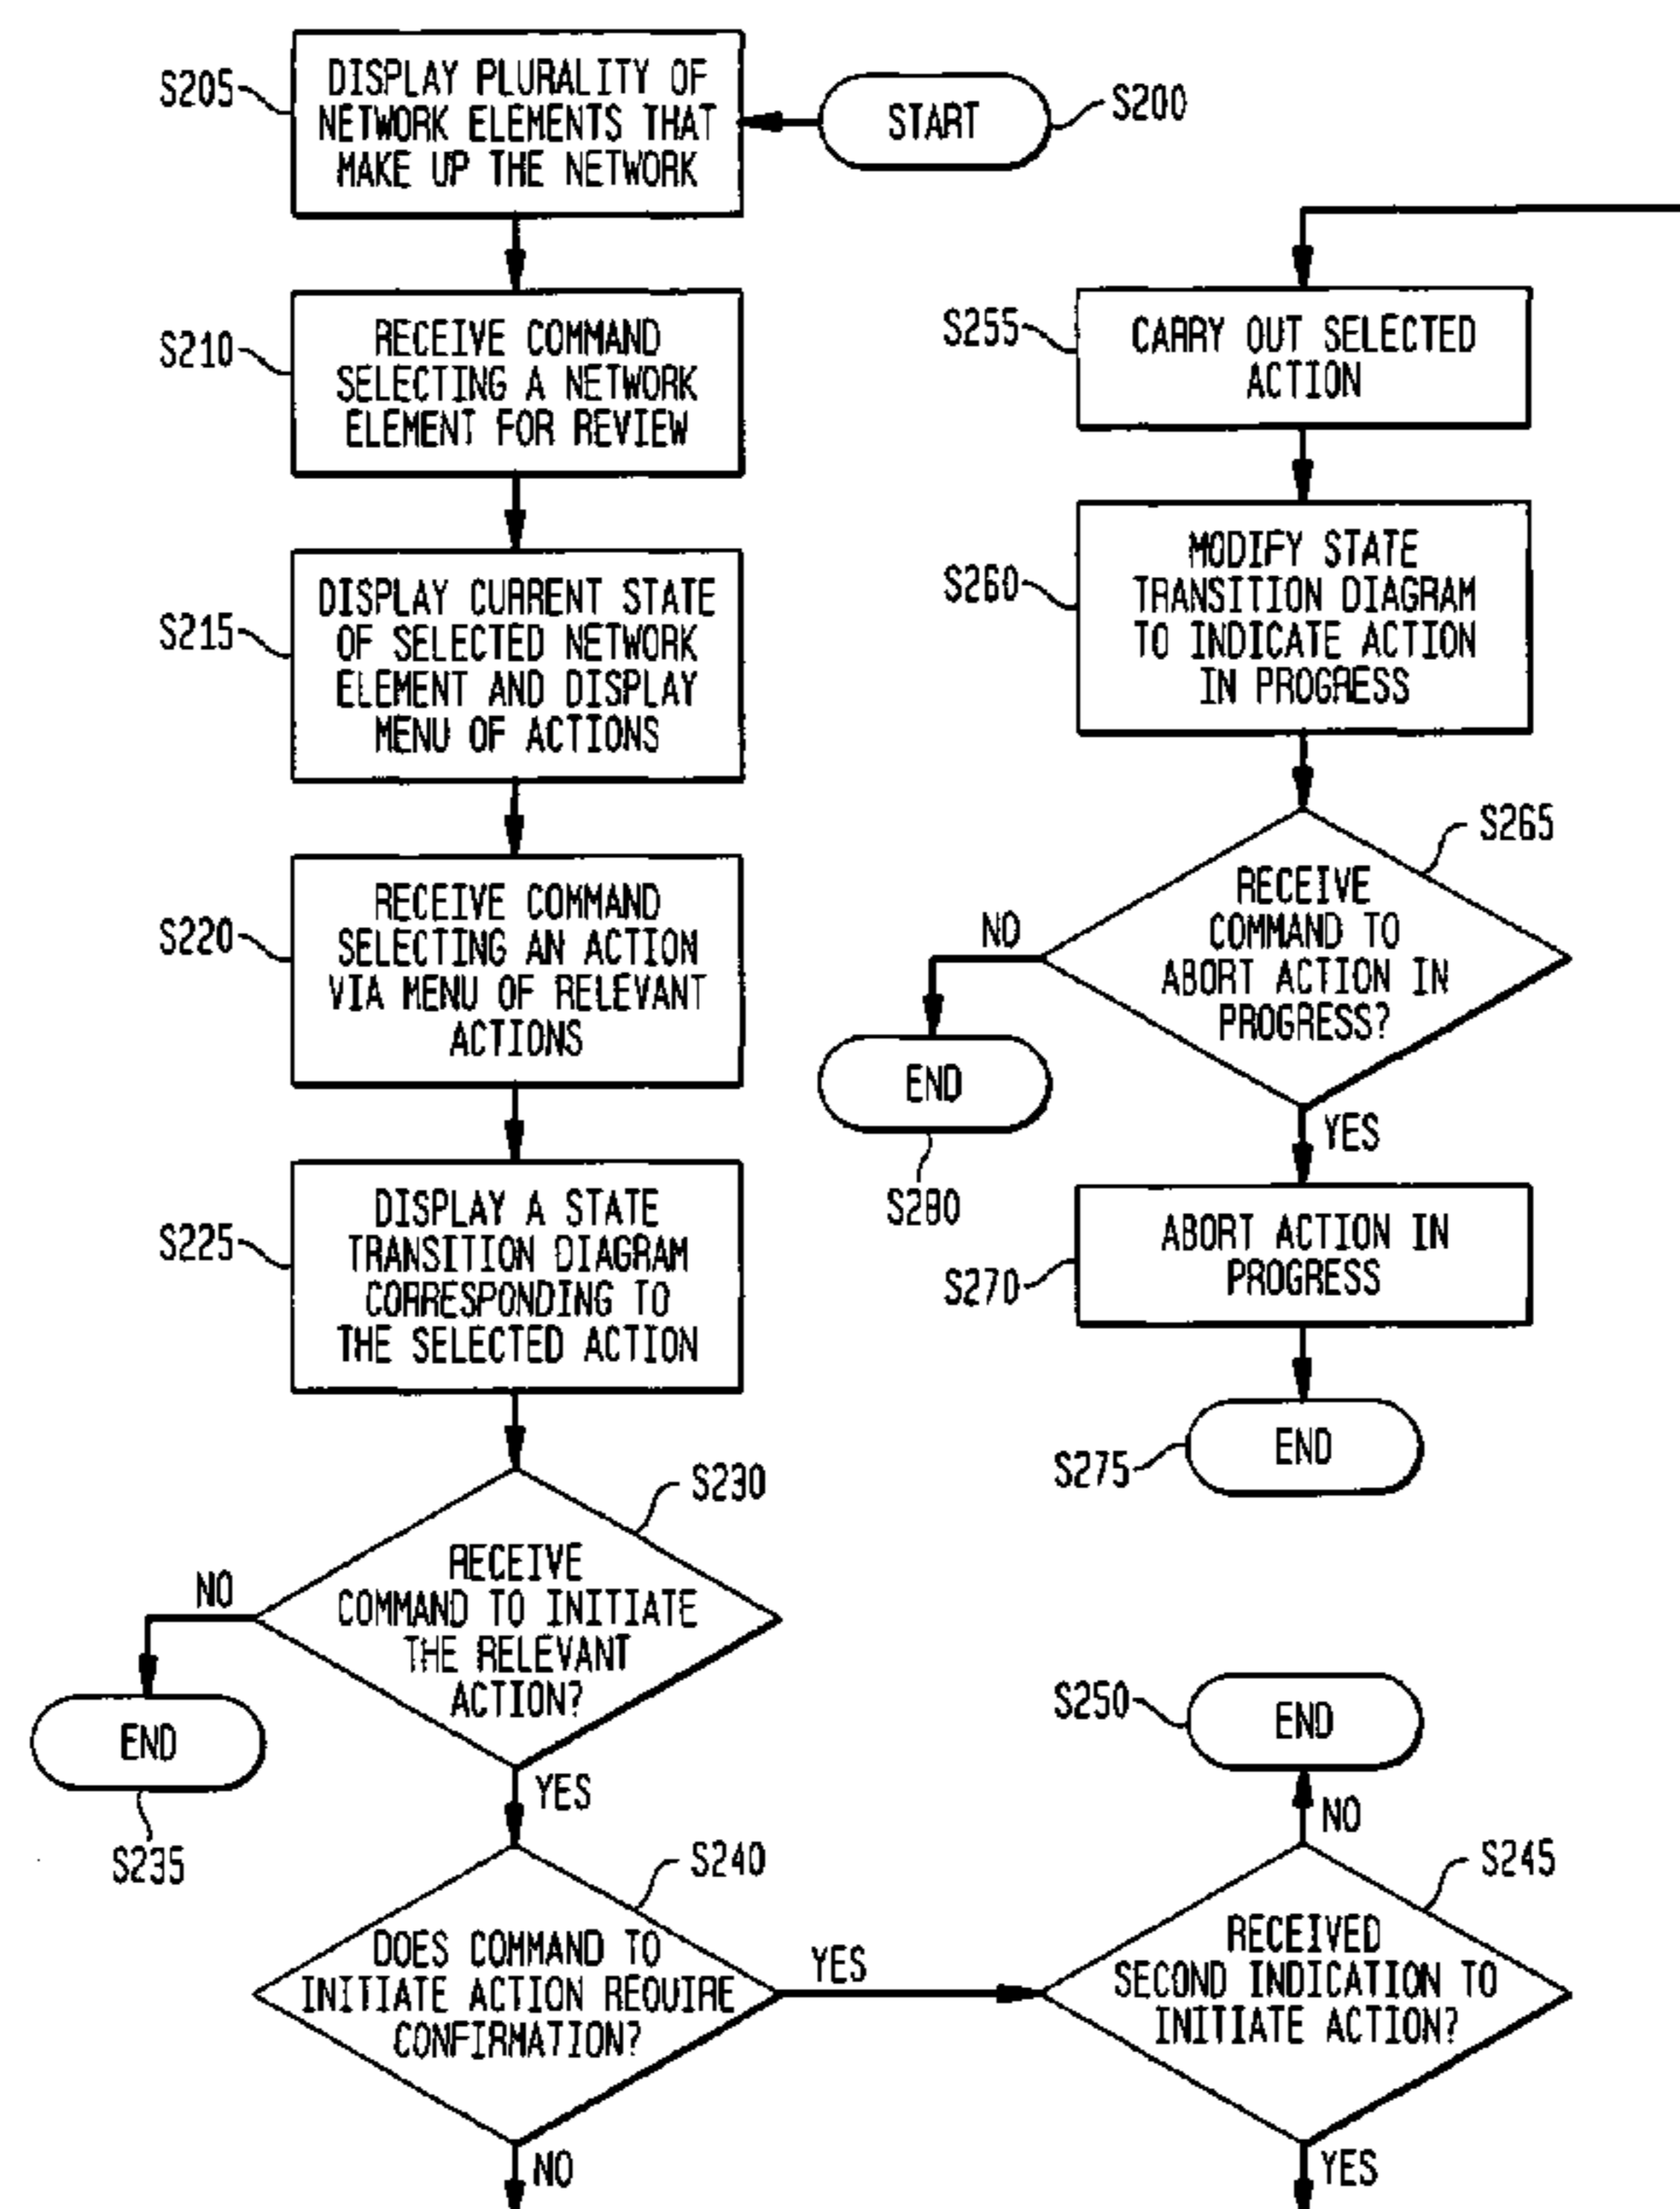 START
S200
S205
DISPLAY PLURALITY OF
NETWORK ELEMENTS THAT
MAKE UP THE NETWORK
S210
RECEIVE COMMAND
SELECTING A NETWORK
ELEMENT FOR REVIEW
S215
DISPLAY CURRENT STATE
OF SELECTED NETWORK
ELEMENT AND DISPLAY
MENU OF ACTIONS
S220
RECEIVE COMMAND
SELECTING AN ACTION
VIA MENU OF RELEVANT
ACTIONS
S225
DISPLAY A STATE
TRANSITION DIAGRAM
CORRESPONDING TO
THE SELECTED ACTION
S230
RECEIVE
COMMAND TO INITIATE
THE RELEVANT
ACTION?
NO
END
S235
YES
S240
DOES COMMAND TO
INITIATE ACTION REQUIRE
CONFIRMATION?
YES
NO
S245
RECEIVED
SECOND INDICATION TO
INITIATE ACTION?
NO
S250
END
YES
S255
CARRY OUT SELECTED
ACTION
S260
MODIFY STATE
TRANSITION DIAGRAM
TO INDICATE ACTION
IN PROGRESS
S265
RECEIVE
COMMAND TO
ABORT ACTION IN
PROGRESS?
NO
END
S280
YES
S270
ABORT ACTION IN
PROGRESS
S275
END